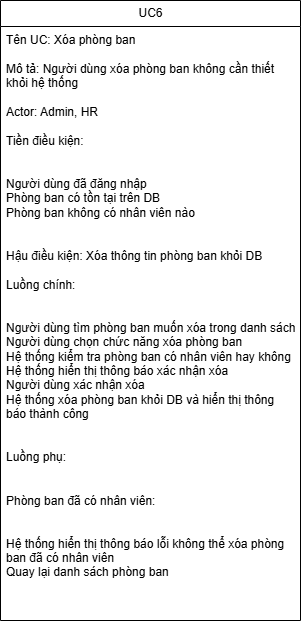 UC6
Tên UC: Xóa phòng ban
Mô tả: Người dùng xóa phòng ban không cần thiết
khỏi hệ thống
Actor: Admin, HR
Tiền điều kiện:
Người dùng đã đăng nhập
Phòng ban có tồn tại trên DB
Phòng ban không có nhân viên nào
Hậu điều kiện: Xóa thông tin phòng ban khỏi DB
Luồng chính:
Người dùng tìm phòng ban muốn xóa trong danh sách
Người dùng chọn chức năng xóa phòng ban
Hệ thống kiểm tra phòng ban có nhân viên hay không
Hệ thống hiển thị thông báo xác nhận xóa
Người dùng xác nhận xóa
Hệ thống xóa phòng ban khỏi DB và hiển thị thông
báo thành công
Luồng phụ:
Phòng ban đã có nhân viên:
Hệ thống hiển thị thông báo lỗi không thể xóa phòng
ban đã có nhân viên
Quay lại danh sách phòng ban